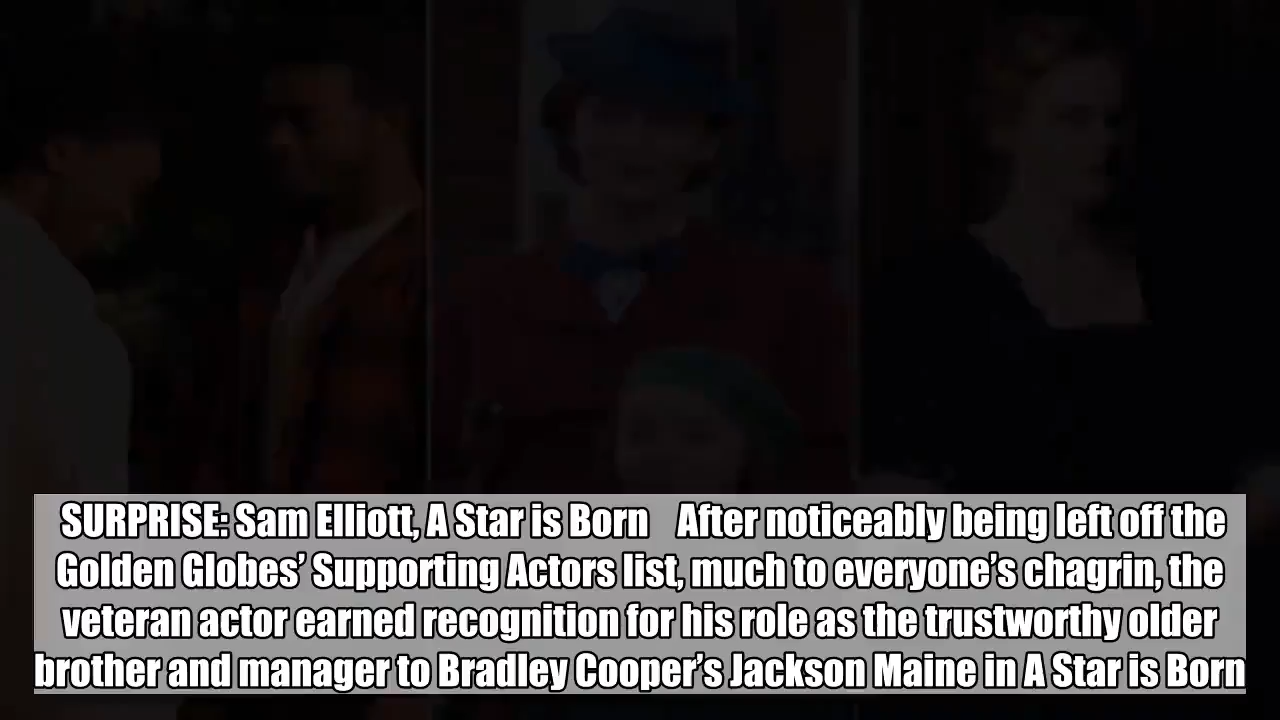 SURPRISE: Sam Elliott, A Star is Born    After noticeably being left off the
Golden Globes’ Supporting Actors list, much to everyone’s chagrin, the
veteran actor earned recognition for his role as the trustworthy older
brother and manager to Bradley Cooper’s Jackson Maine in A Star is Born